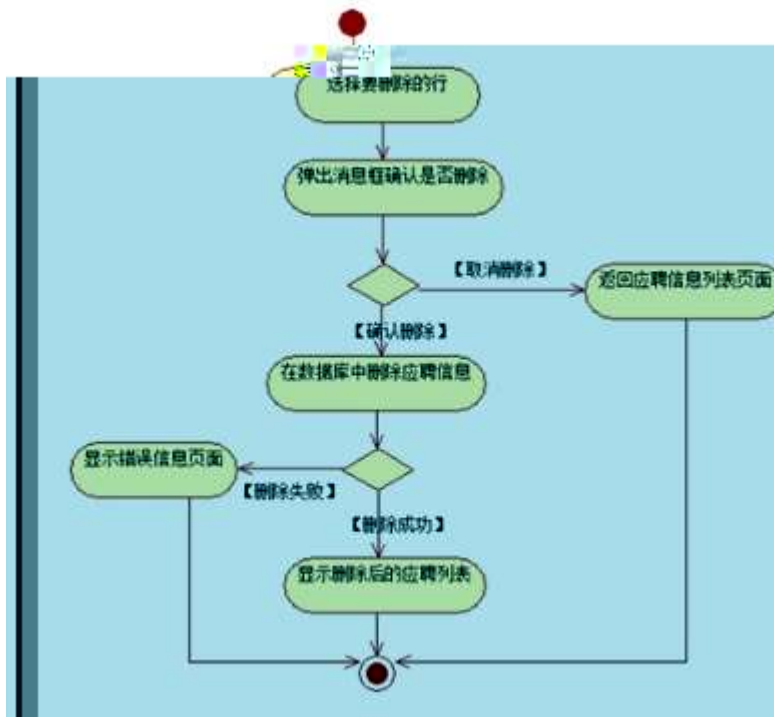 选择要删除的行
弹出消息框确认是否删除
【取消删除】
返回应聘信息列表页面
【确认删除】
在数据库中删除应聘信息
显示错误信息页面
【删除失败】
【删除成功】
显示删除后的应聘列表